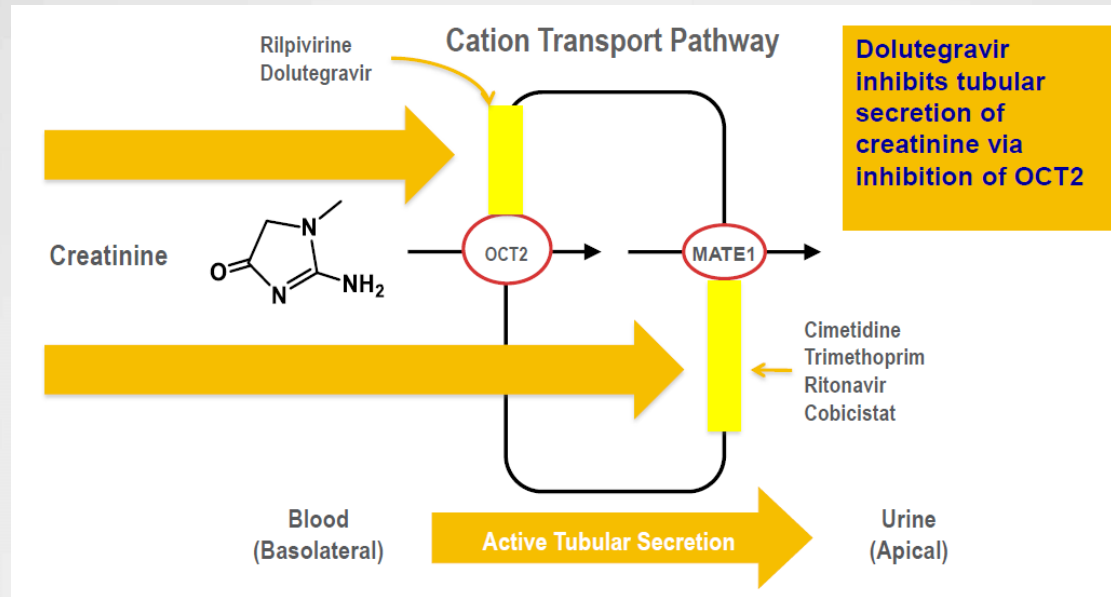 Cation Transport Pathway
Rilpivirine
Dolutegravir
Dolutegravir
inhibits tubular
secretion of
creatinine via
inhibition of OCT2
Creatinine
O
N
N
NH2
OCT2
MATE1
Cimetidine
Trimethoprim
Ritonavir
Cobicistat
Blood
(Basolateral)
Active Tubular Secretion
Urine
(Apical)